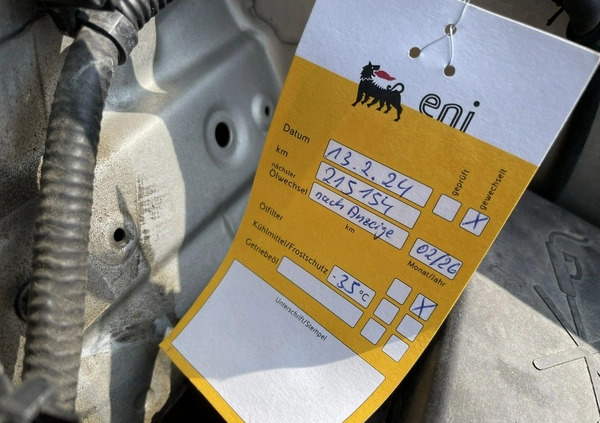 eni
geprüft
gewechselt
Datum 13.2.24
km 215154
nächster
Ölwechsel nach Anzeige
km
02/26
Monat/Jahr
Ölfilter
Kühlmittel/Frostschutz -35 °C
Getriebeöl
Unterschrift/Stempel